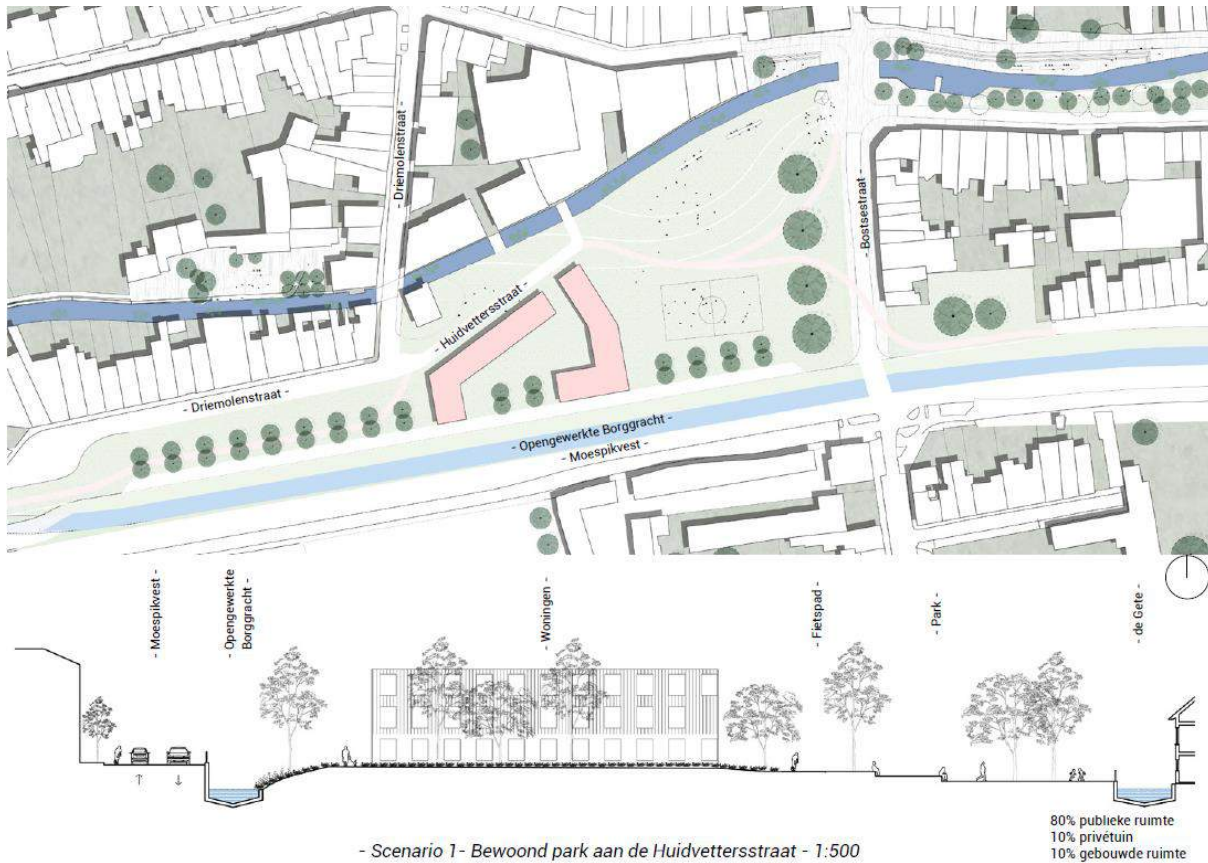 - Driemolenstraat -
- Bostsestraat -
- Huidvettersstraat -
- Driemolenstraat -
- Opengewerkte Borggracht -
- Moespikvest -
- Moespikvest -
- Opengewerkte
Borggracht -
- Woningen -
- Fietspad -
- Park -
- de Gete -
80% publieke ruimte
10% privétuin
10% gebouwde ruimte
- Scenario 1- Bewoond park aan de Huidvettersstraat - 1:500